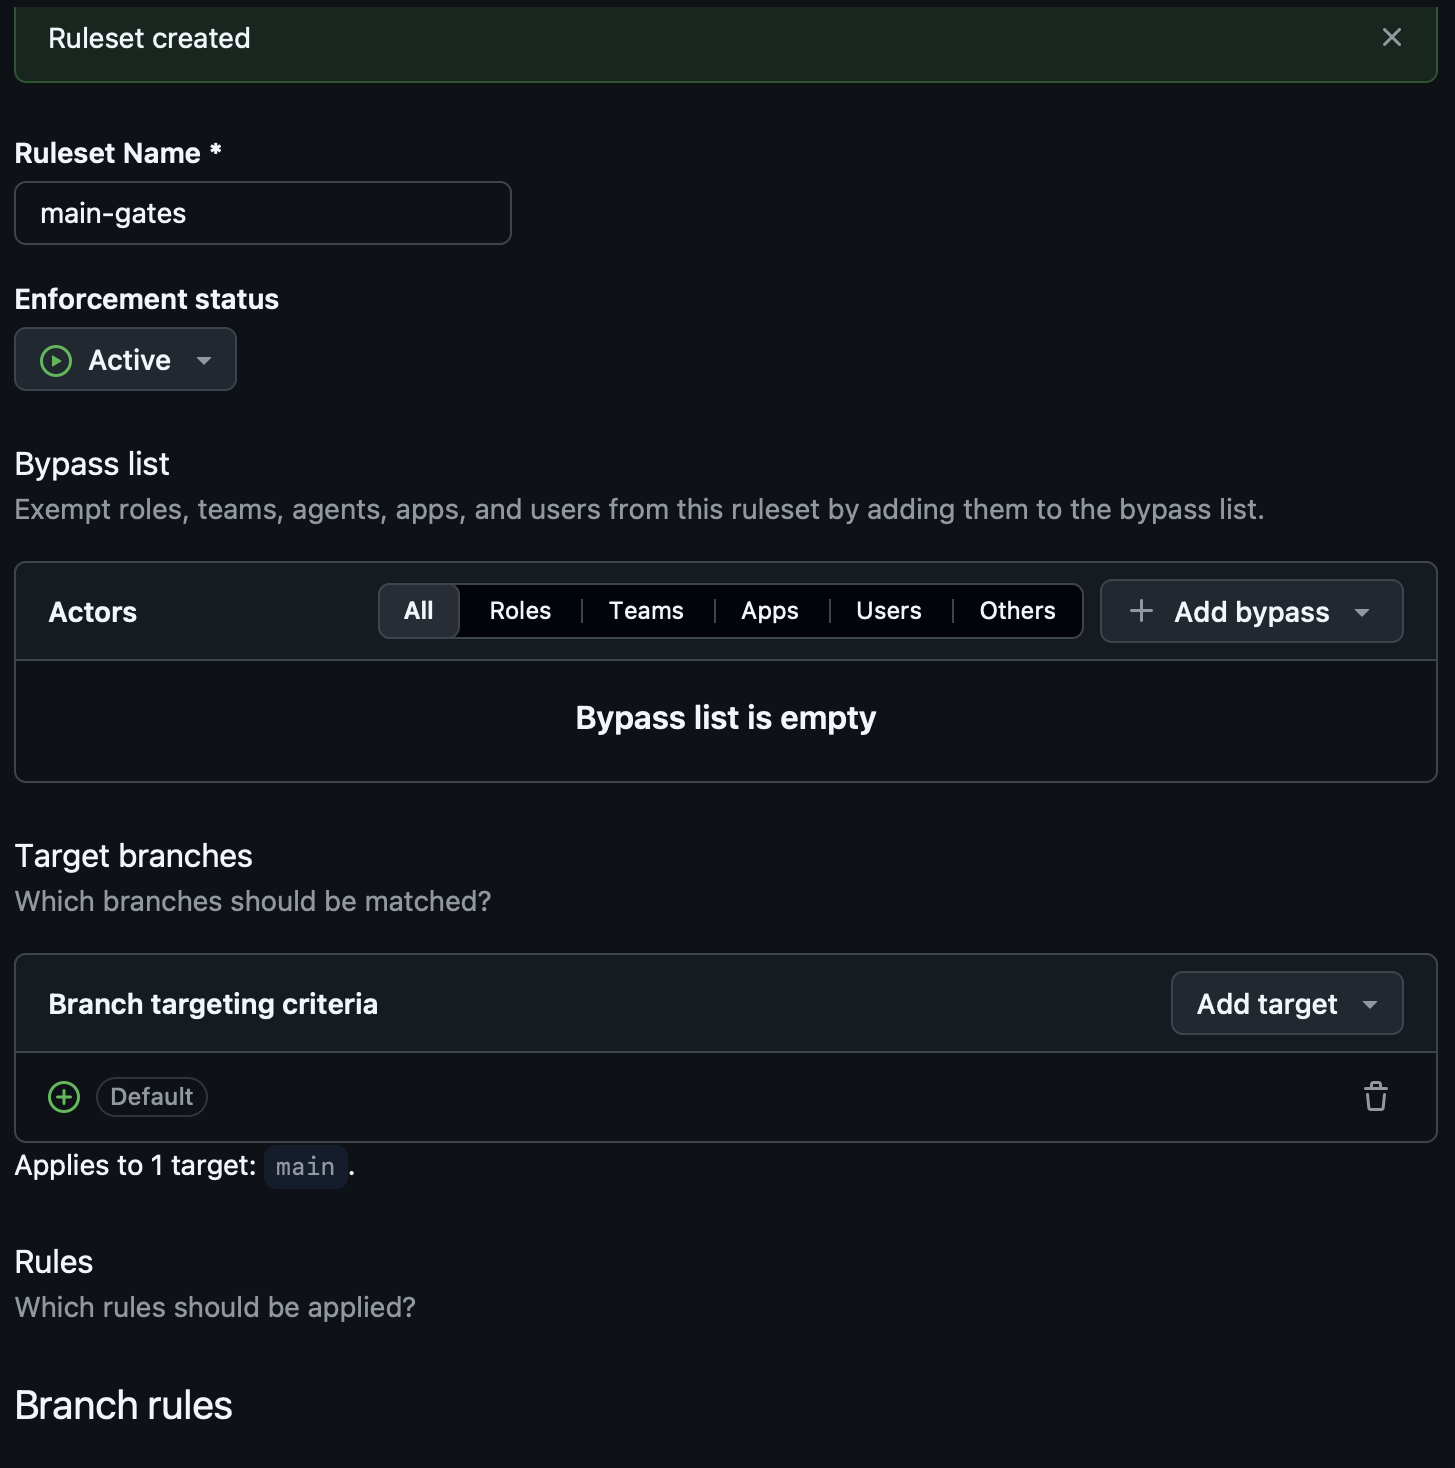 Ruleset created
Ruleset Name *
main-gates
Enforcement status
Active
Bypass list
Exempt roles, teams, agents, apps, and users from this ruleset by adding them to the bypass list.
Actors All Roles Teams Apps Users Others Add bypass
Bypass list is empty
Target branches
Which branches should be matched?
Branch targeting criteria Add target
Default
Applies to 1 target: main.
Rules
Which rules should be applied?
Branch rules